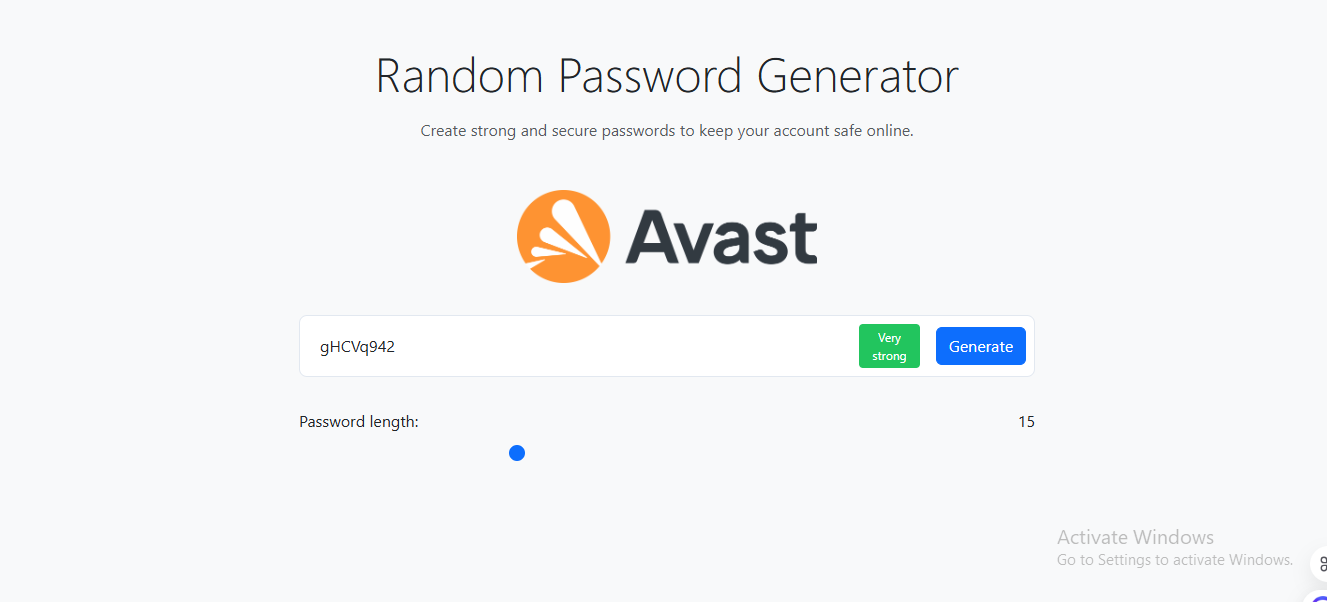 Random Password Generator
Create strong and secure passwords to keep your account safe online.
Avast
gHCVq942
Very
strong
Generate
Password length:
15
Activate Windows
Go to Settings to activate Windows.